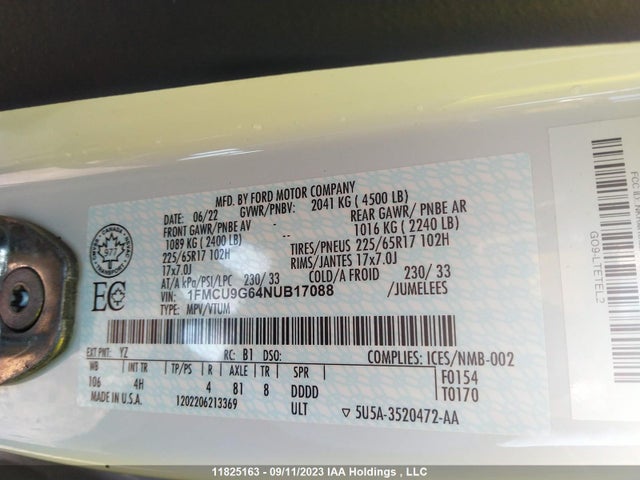 MFD. BY FORD MOTOR COMPANY
06/22 GVWR/PNBV: 2041 KG ( 4500 LB)
FRONT GAWR/PNBE AV REAR GAWR/ PNBE AR
1089 KG ( 2400 LB) 1016 KG ( 2240 LB)
225/65R17 102H TIRES/PNEUS 225/65R17 102H
17x7.0J RIMS/JANTES 17x7.0J
AT/A kPa/PSI/LPC 230/ 33 COLD/A FROID 230/ 33
VIN: 1FMCU9G64NUB17088 /JUMELEES
TYPE: MPV/VTUM
EC
977
EXT PNT: YZ RC: B1 DSO: COMPLIES: ICES/NMB-002
WB INT TR TP/PS R AXLE TR SPR F0154
106 4H 4 81 8 DDDD T0170
MADE IN U.S.A. 1202206213369 ULT 5U5A-3520472-AA
GO9-LTETEL2
11825163 - 09/11/2023 IAA Holdings , LLC